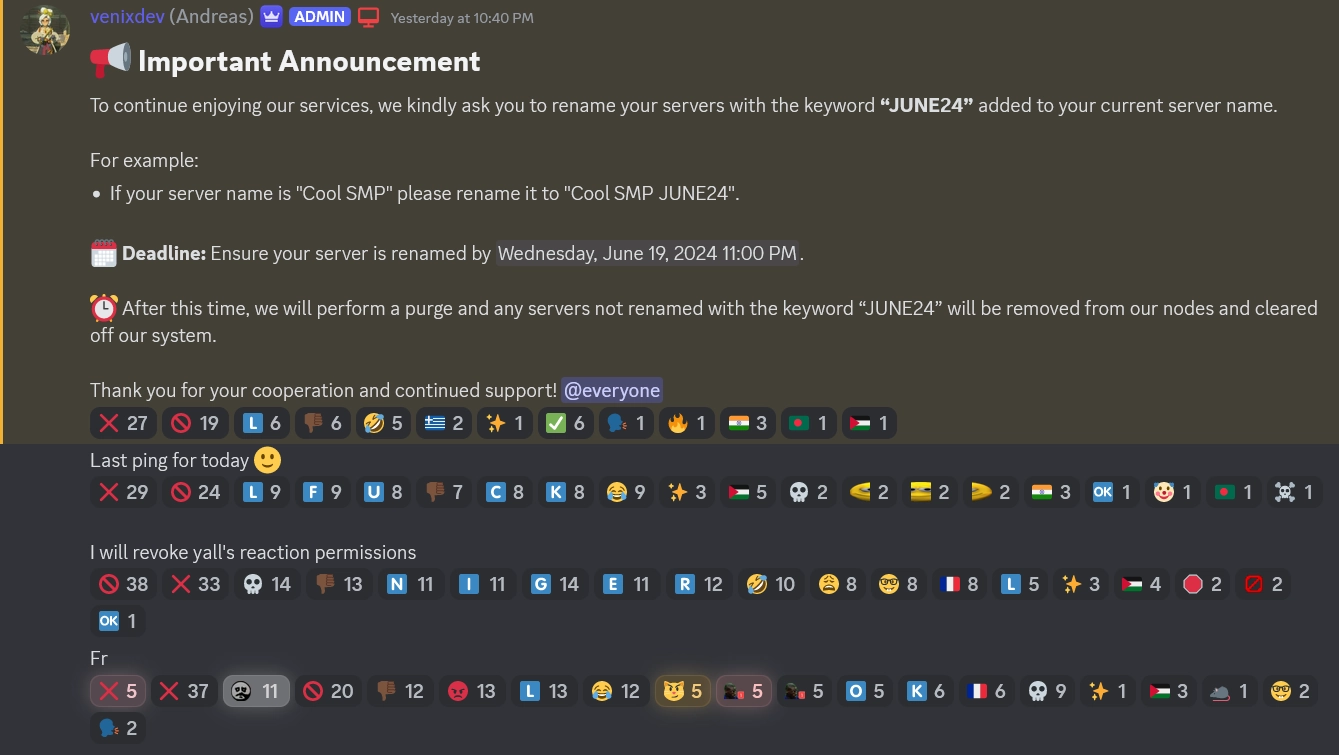 venixdev (Andreas) ADMIN Yesterday at 10:40 PM
Important Announcement
To continue enjoying our services, we kindly ask you to rename your servers with the keyword “JUNE24” added to your current server name.
For example:
• If your server name is "Cool SMP" please rename it to "Cool SMP JUNE24".
Deadline: Ensure your server is renamed by Wednesday, June 19, 2024 11:00 PM.
After this time, we will perform a purge and any servers not renamed with the keyword “JUNE24” will be removed from our nodes and cleared
off our system.
Thank you for your cooperation and continued support! @everyone
27 19 L 6 6 5 2 1 6 1 1 3 1 1
Last ping for today
29 24 L 9 F 9 U 8 7 C 8 K 8 9 3 5 2 2 2 2 3 OK 1 1 1 1
I will revoke yall's reaction permissions
38 33 14 13 N 11 I 11 G 14 E 11 R 12 10 8 8 8 L 5 3 4 2 2
OK 1
Fr
5 37 11 20 12 13 L 13 12 5 5 5 O 5 K 6 6 9 1 3 1 2
2